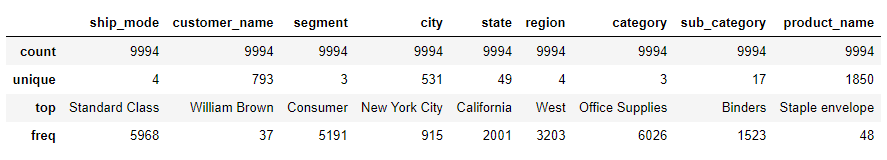 ship_mode customer_name segment city state region category sub_category product_name
count 9994 9994 9994 9994 9994 9994 9994 9994 9994
unique 4 793 3 531 49 4 3 17 1850
top Standard Class William Brown Consumer New York City California West Office Supplies Binders Staple envelope
freq 5968 37 5191 915 2001 3203 6026 1523 48